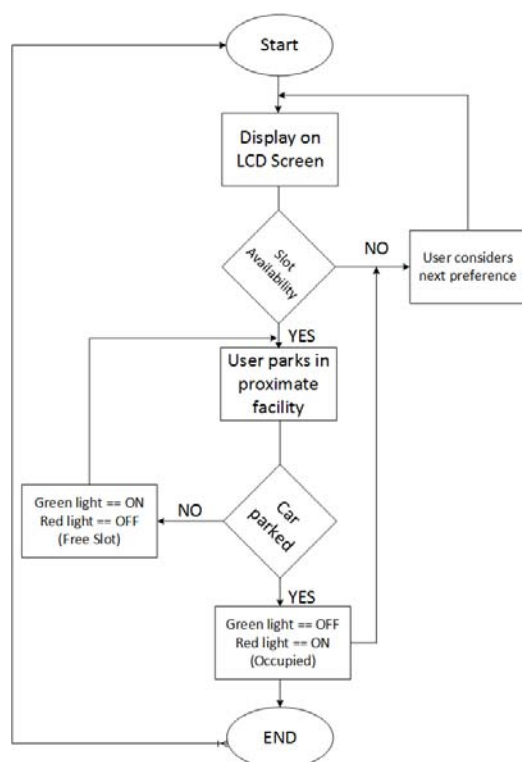 Start
Display on
LCD Screen
Slot
Availability
NO
User considers
next preference
YES
User parks in
proximate
facility
Green light == ON
Red light == OFF
(Free Slot)
NO
Car
parked
YES
Green light == OFF
Red light == ON
(Occupied)
END